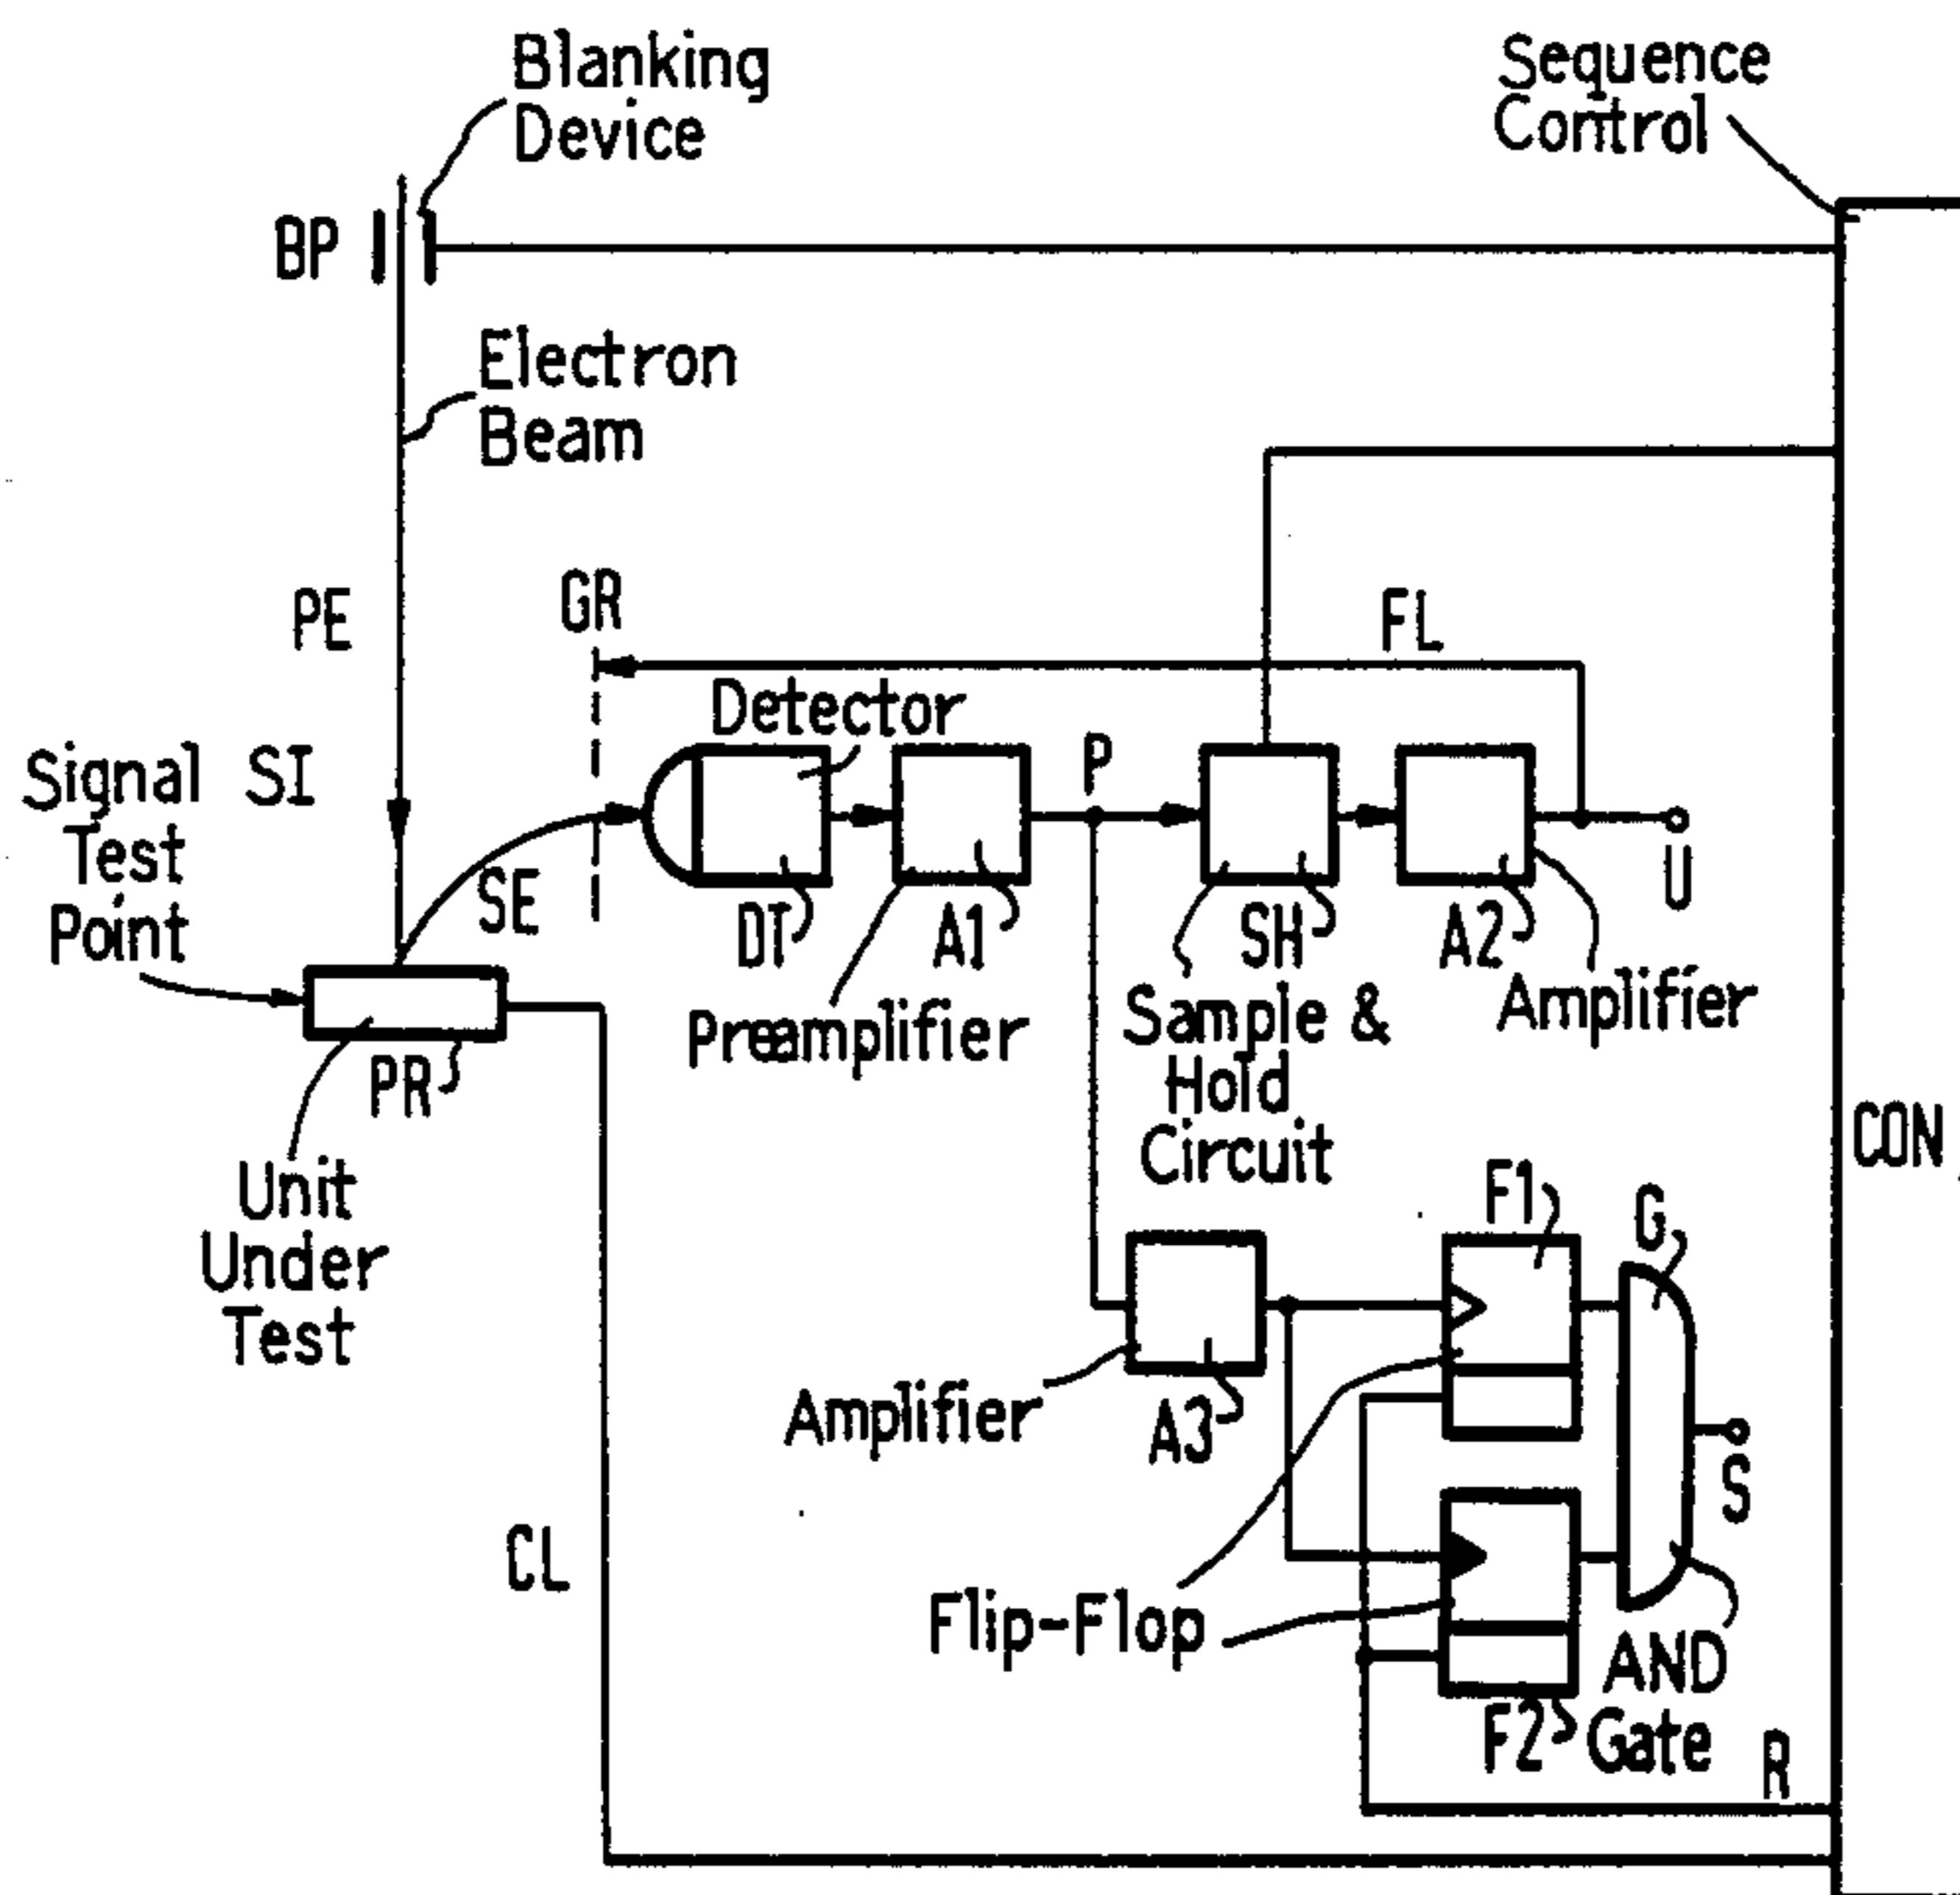 Blanking
Device
Sequence
Control
BP
Electron
Beam
PE
GR
FL
Detector
P
Signal SI
Test
Point
SE
DT
A1
SH
A2
U
Preamplifier
Sample &
Hold
Circuit
Amplifier
PR
Unit
Under
Test
CON
F1
G
Amplifier
A3
S
CL
Flip-Flop
AND
Gate
F2
R